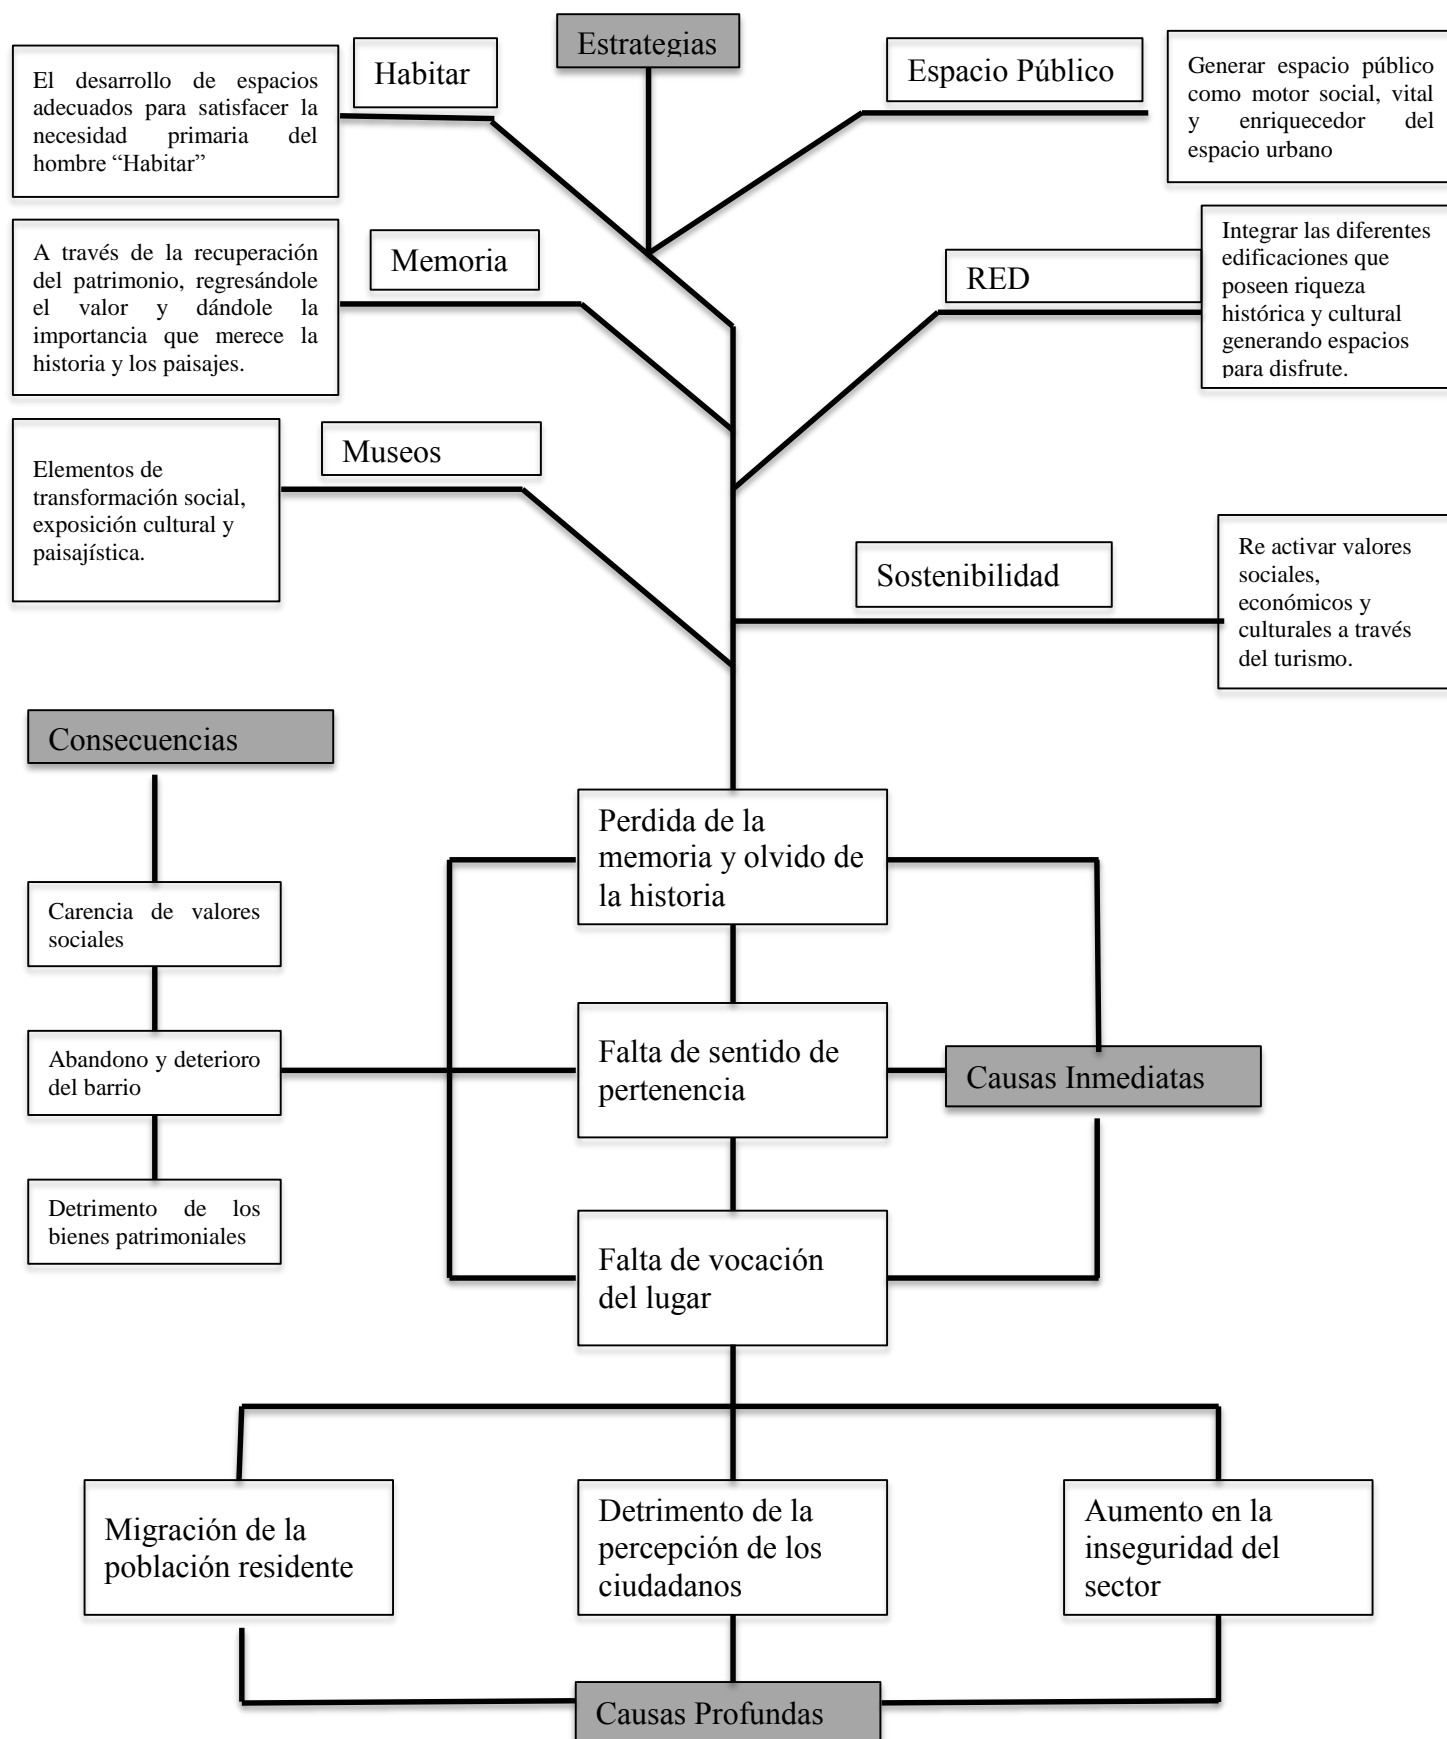 Estrategias
Habitar
El desarrollo de espacios
adecuados para satisfacer la
necesidad primaria del
hombre “Habitar”
Espacio Público
Generar espacio público
como motor social, vital
y enriquecedor del
espacio urbano
Memoria
A través de la recuperación
del patrimonio, regresándole
el valor y dándole la
importancia que merece la
historia y los paisajes.
RED
Integrar las diferentes
edificaciones que
poseen riqueza
histórica y cultural
generando espacios
para disfrute.
Museos
Elementos de
transformación social,
exposición cultural y
paisajística.
Sostenibilidad
Re activar valores
sociales,
económicos y
culturales a través
del turismo.
Consecuencias
Carencia de valores
sociales
Abandono y deterioro
del barrio
Detrimento de los
bienes patrimoniales
Perdida de la
memoria y olvido de
la historia
Falta de sentido de
pertenencia
Causas Inmediatas
Falta de vocación
del lugar
Migración de la
población residente
Detrimento de la
percepción de los
ciudadanos
Aumento en la
inseguridad del
sector
Causas Profundas